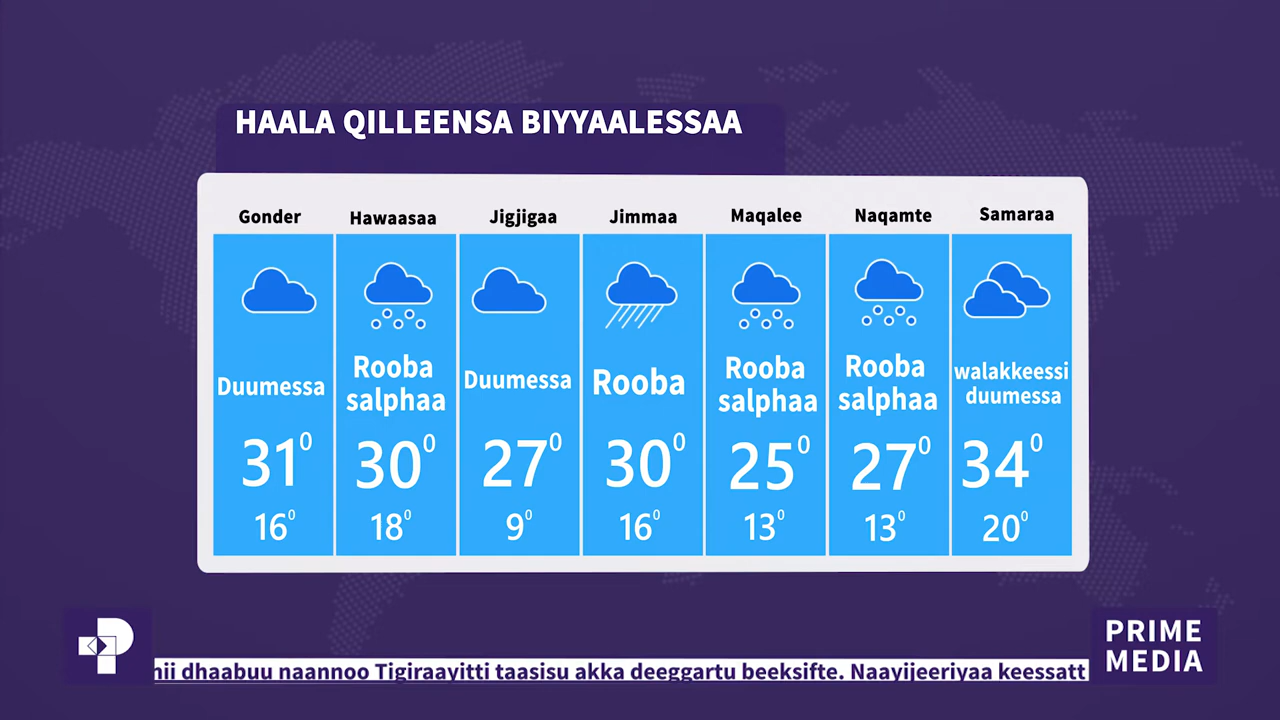 HAALA QILLEENSA BIYYAALESSAA
Gonder
Duumessa
31⁰
16⁰
Hawaasaa
Rooba
salphaa
30⁰
18⁰
Jigjigaa
Duumessa
27⁰
9⁰
Jimmaa
Rooba
30⁰
16⁰
Maqalee
Rooba
salphaa
25⁰
13⁰
Naqamte
Rooba
salphaa
27⁰
13⁰
Samaraa
walakkeessi
duumessa
34⁰
20⁰
dhaabuu naannoo Tigiraayitti taasisu akka deeggartu beeksifte. Naayijeeriyaa keessatt
PRIME
MEDIA